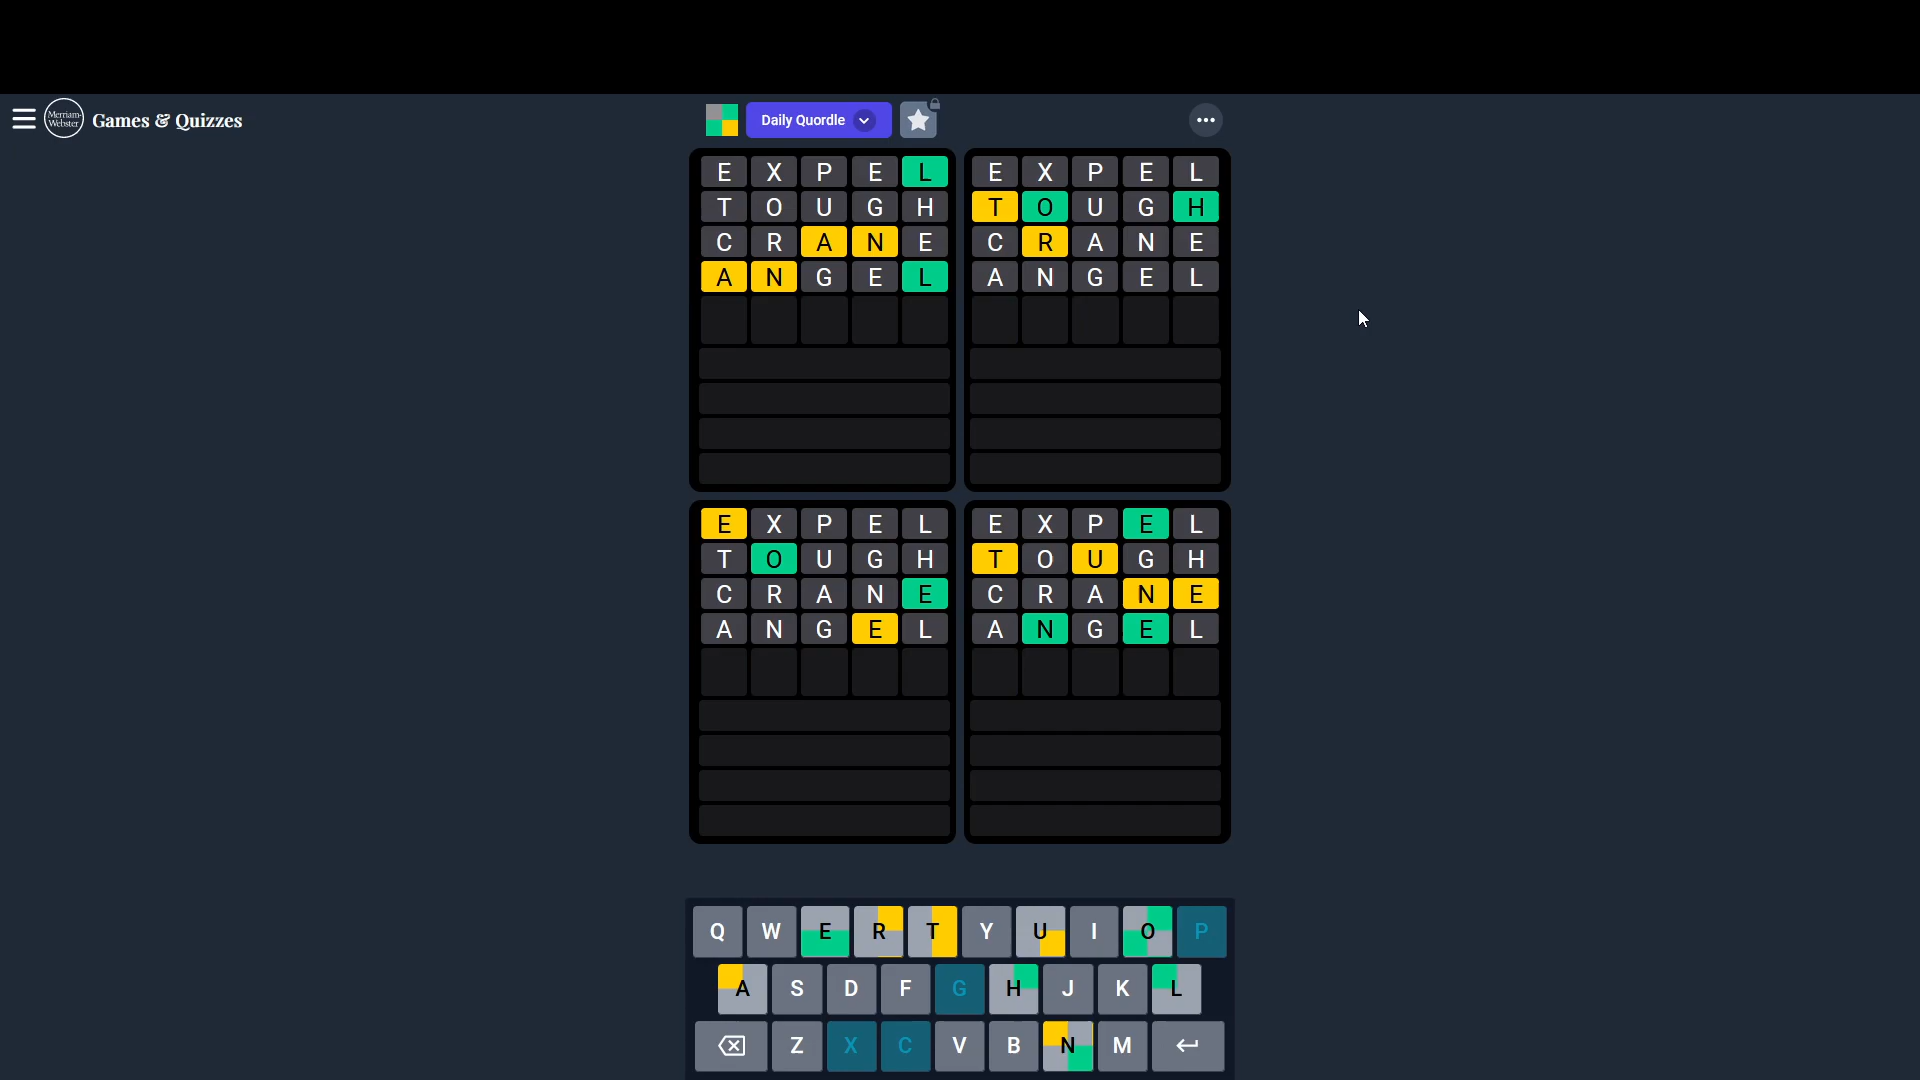 Merriam-Webster
Games & Quizzes
Daily Quordle
E X P E L
T O U G H
C R A N E
A N G E L
E X P E L
T O U G H
C R A N E
A N G E L
E X P E L
T O U G H
C R A N E
A N G E L
E X P E L
T O U G H
C R A N E
A N G E L
Q W E R T Y U I O P
A S D F G H J K L
Z X C V B N M